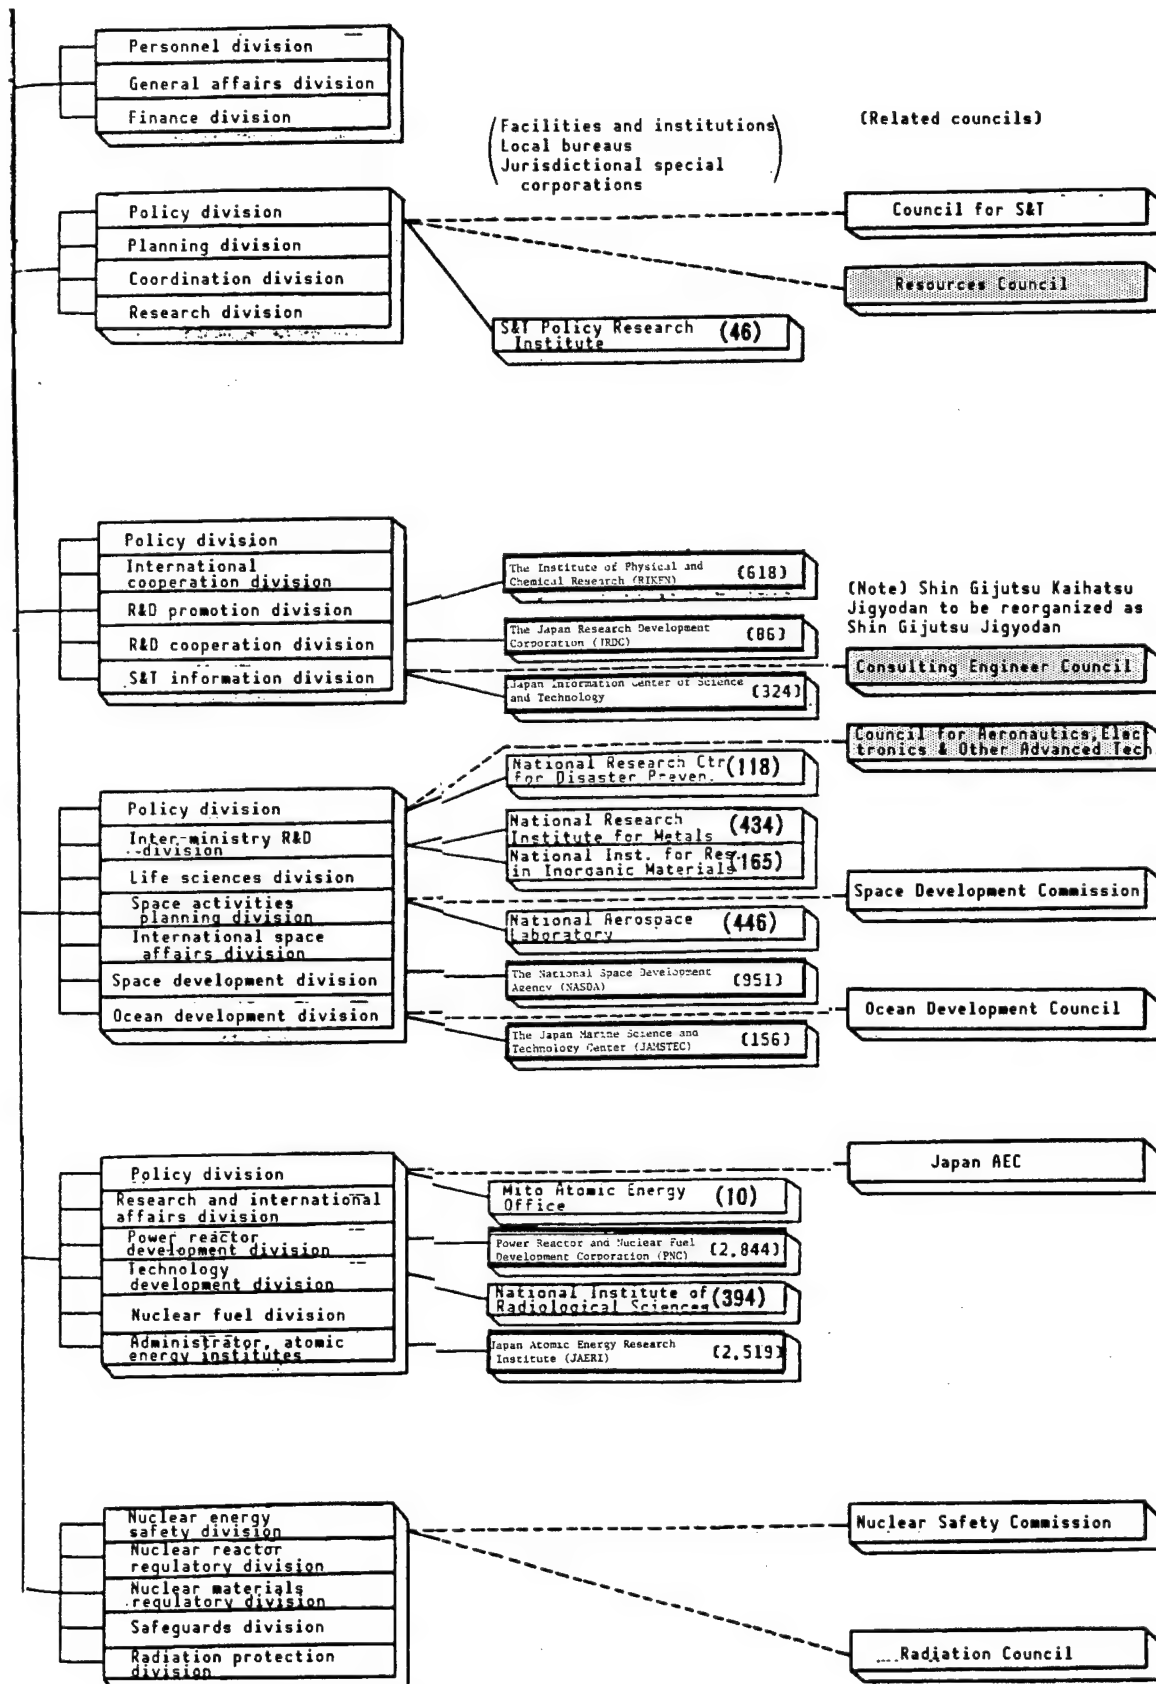 Personnel division
General affairs division
Finance division
(Facilities and institutions
Local bureaus
Jurisdictional special
corporations)
(Related councils)
Policy division
Planning division
Coordination division
Research division
Council for S&T
Resources Council
S&T Policy Research
Institute
(46)
Policy division
International
cooperation division
R&D promotion division
R&D cooperation division
S&T information division
The Institute of Physical and
Chemical Research (RIKEN)
(618)
The Japan Research Development
Corporation (JRDC)
(86)
Japan Information Center of Science
and Technology
(324)
(Note) Shin Gijutsu Kaihatsu
Jigyodan to be reorganized as
Shin Gijutsu Jigyodan
Consulting Engineer Council
Council for Aeronautics, Elec-
tronics & Other Advanced Tech.
National Research Ctr
for Disaster Preven.
(118)
Policy division
Inter-ministry R&D
division
Life sciences division
Space activities
planning division
International space
affairs division
Space development division
Ocean development division
National Research
Institute for Metals
(434)
National Inst. for Res.
in Inorganic Materials
(165)
National Aerospace
Laboratory
(446)
The National Space Development
Agency (NASDA)
(951)
The Japan Marine Science and
Technology Center (JAMSTEC)
(156)
Space Development Commission
Ocean Development Council
Policy division
Research and international
affairs division
Power reactor
development division
Technology
development division
Nuclear fuel division
Administrator, atomic
energy institutes
Japan AEC
Mito Atomic Energy
Office
(10)
Power Reactor and Nuclear Fuel
Development Corporation (PNC)
(2,844)
National Institute of
Radiological Sciences
(394)
Japan Atomic Energy Research
Institute (JAERI)
(2,519)
Nuclear energy
safety division
Nuclear reactor
regulatory division
Nuclear materials
regulatory division
Safeguards division
Radiation protection
division
Nuclear Safety Commission
Radiation Council